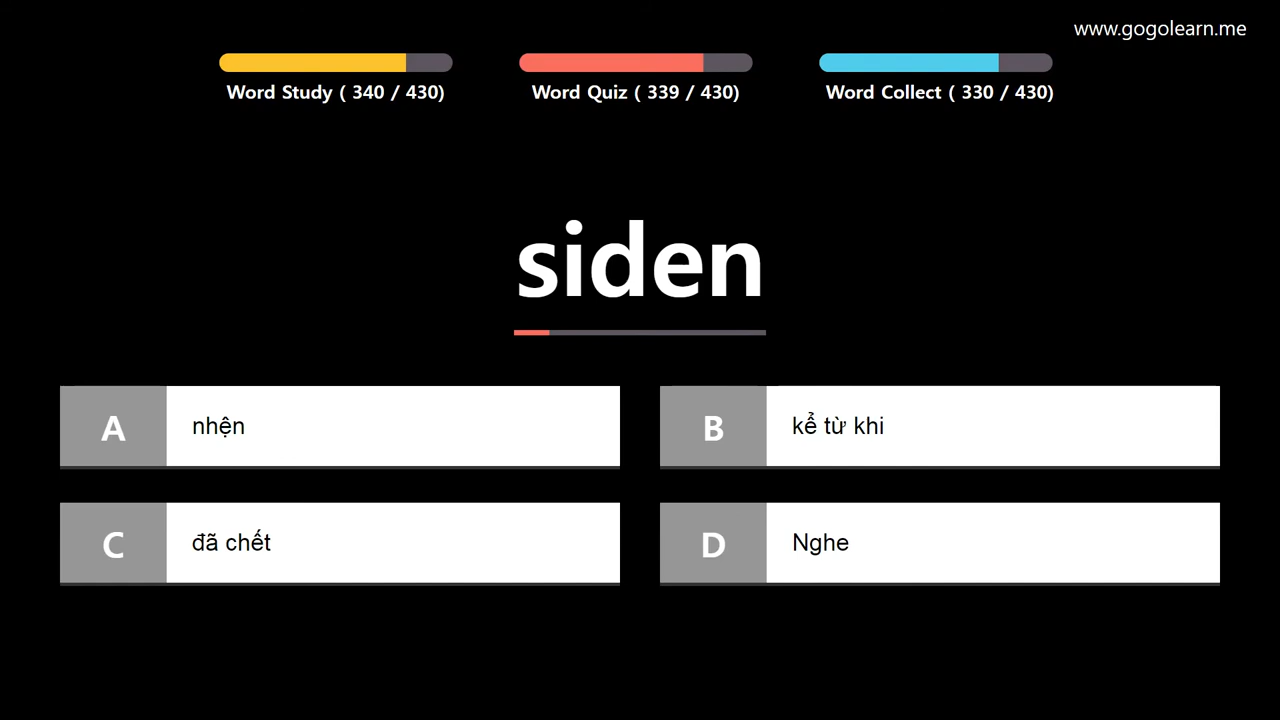 www.gogolearn.me
Word Study ( 340 / 430)
Word Quiz ( 339 / 430)
Word Collect ( 330 / 430)
siden
A nhện
B kể từ khi
C đã chết
D Nghe